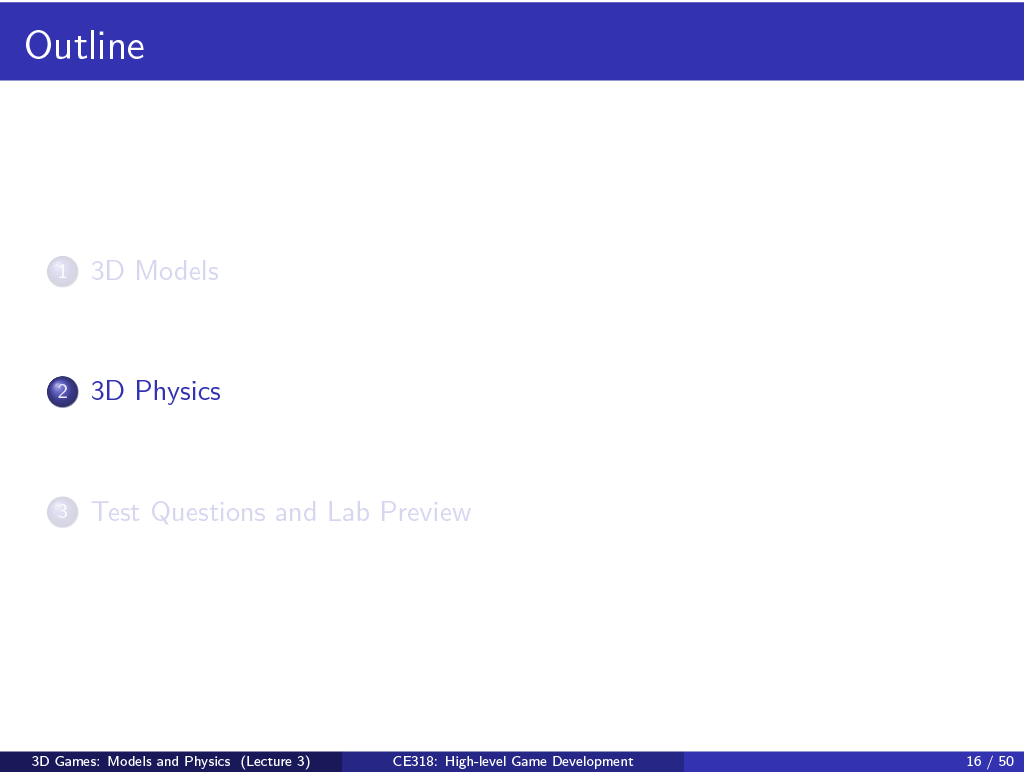 Outline
1 3D Models
2 3D Physics
3 Test Questions and Lab Preview
3D Games: Models and Physics (Lecture 3) CE318: High-level Game Development 16 / 50